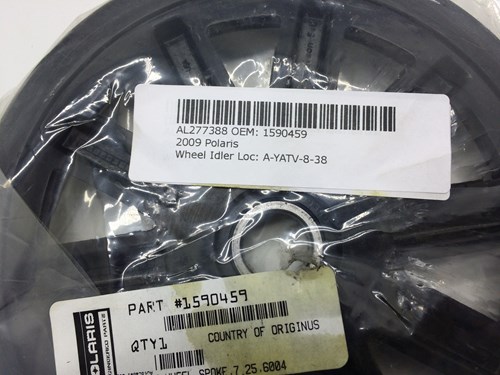 AL277388 OEM: 1590459
2009 Polaris
Wheel Idler Loc: A-YATV-8-38
PART #1590459
QTY1 COUNTRY OF ORIGINUS
WHEEL,SPOKE,7.25,6004